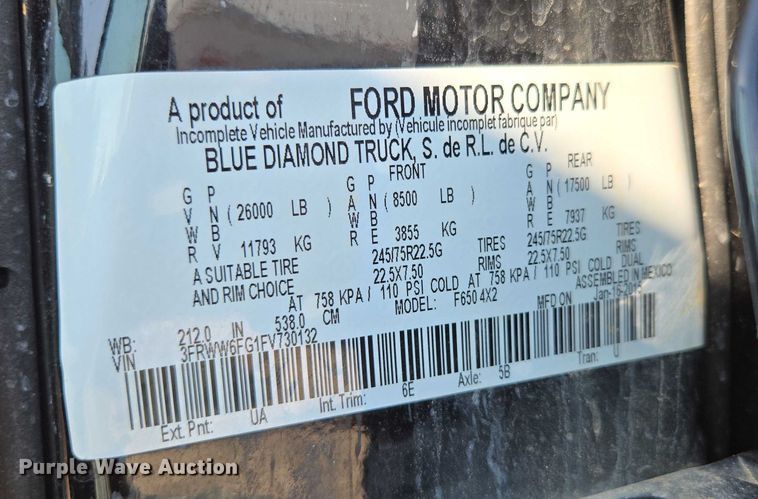 A product of FORD MOTOR COMPANY
Incomplete Vehicle Manufactured by (Vehicule incomplet fabrique par)
BLUE DIAMOND TRUCK, S. de R.L. de C.V.
FRONT REAR
G P G P G P
V N (26000 LB) A N (8500 LB) A N (17500 LB)
W B W B W B
R V 11793 KG R E 3855 KG R E 7937 KG
A SUITABLE TIRE 245/75R22.5G TIRES 245/75R22.5G TIRES
AND RIM CHOICE 22.5X7.50 RIMS 22.5X7.50 RIMS
AT 758 KPA/ 110 PSI COLD AT 758 KPA/ 110 PSI COLD DUAL
MODEL: F650 4X2 ASSEMBLED IN MEXICO
WB: 212.0 IN 538.0 CM MFD ON Jan-16-2015
VIN 3FRWW6FG1FV730132
Ext. Pnt: UA Int. Trim: 6E Axle: 5B Tran: U
Purple Wave Auction